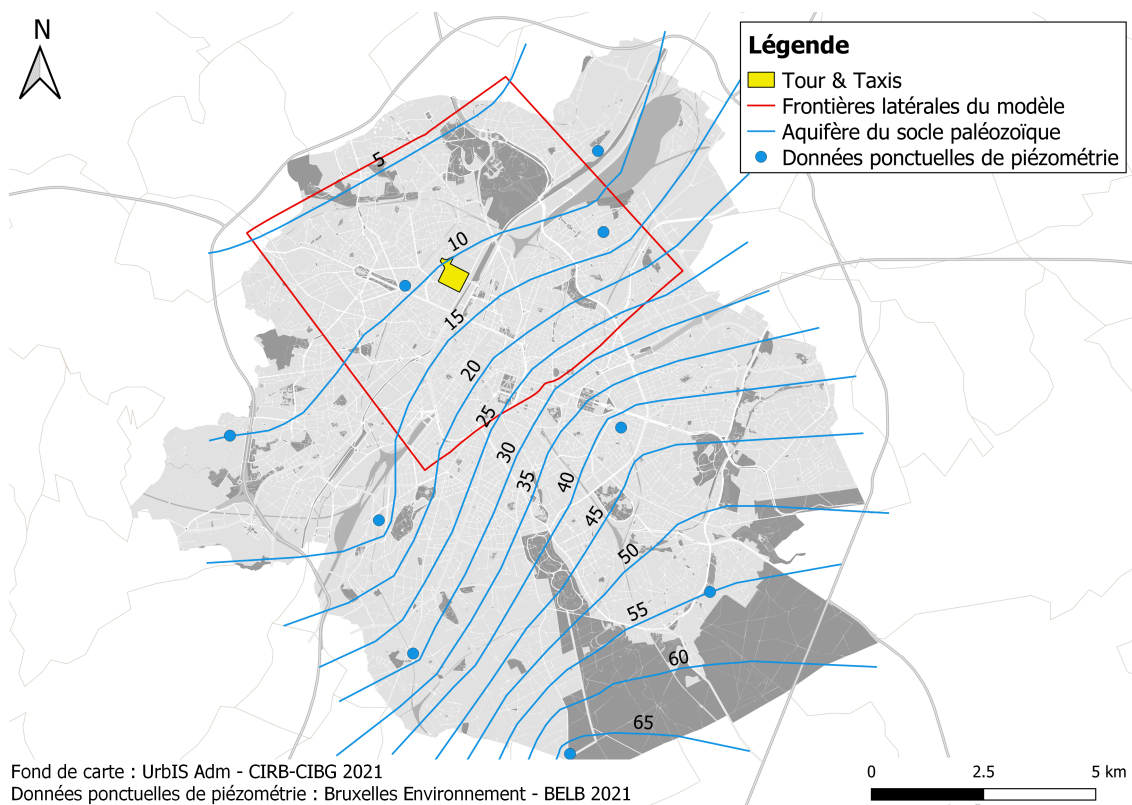 N
Légende
Tour & Taxis
Frontières latérales du modèle
Aquifère du socle paléozoïque
Données ponctuelles de piézométrie
5
10
15
20
25
30
35
40
45
50
55
60
65
Fond de carte : UrbIS Adm - CIRB-CIBG 2021
Données ponctuelles de piézométrie : Bruxelles Environnement - BELB 2021
0 2.5 5 km